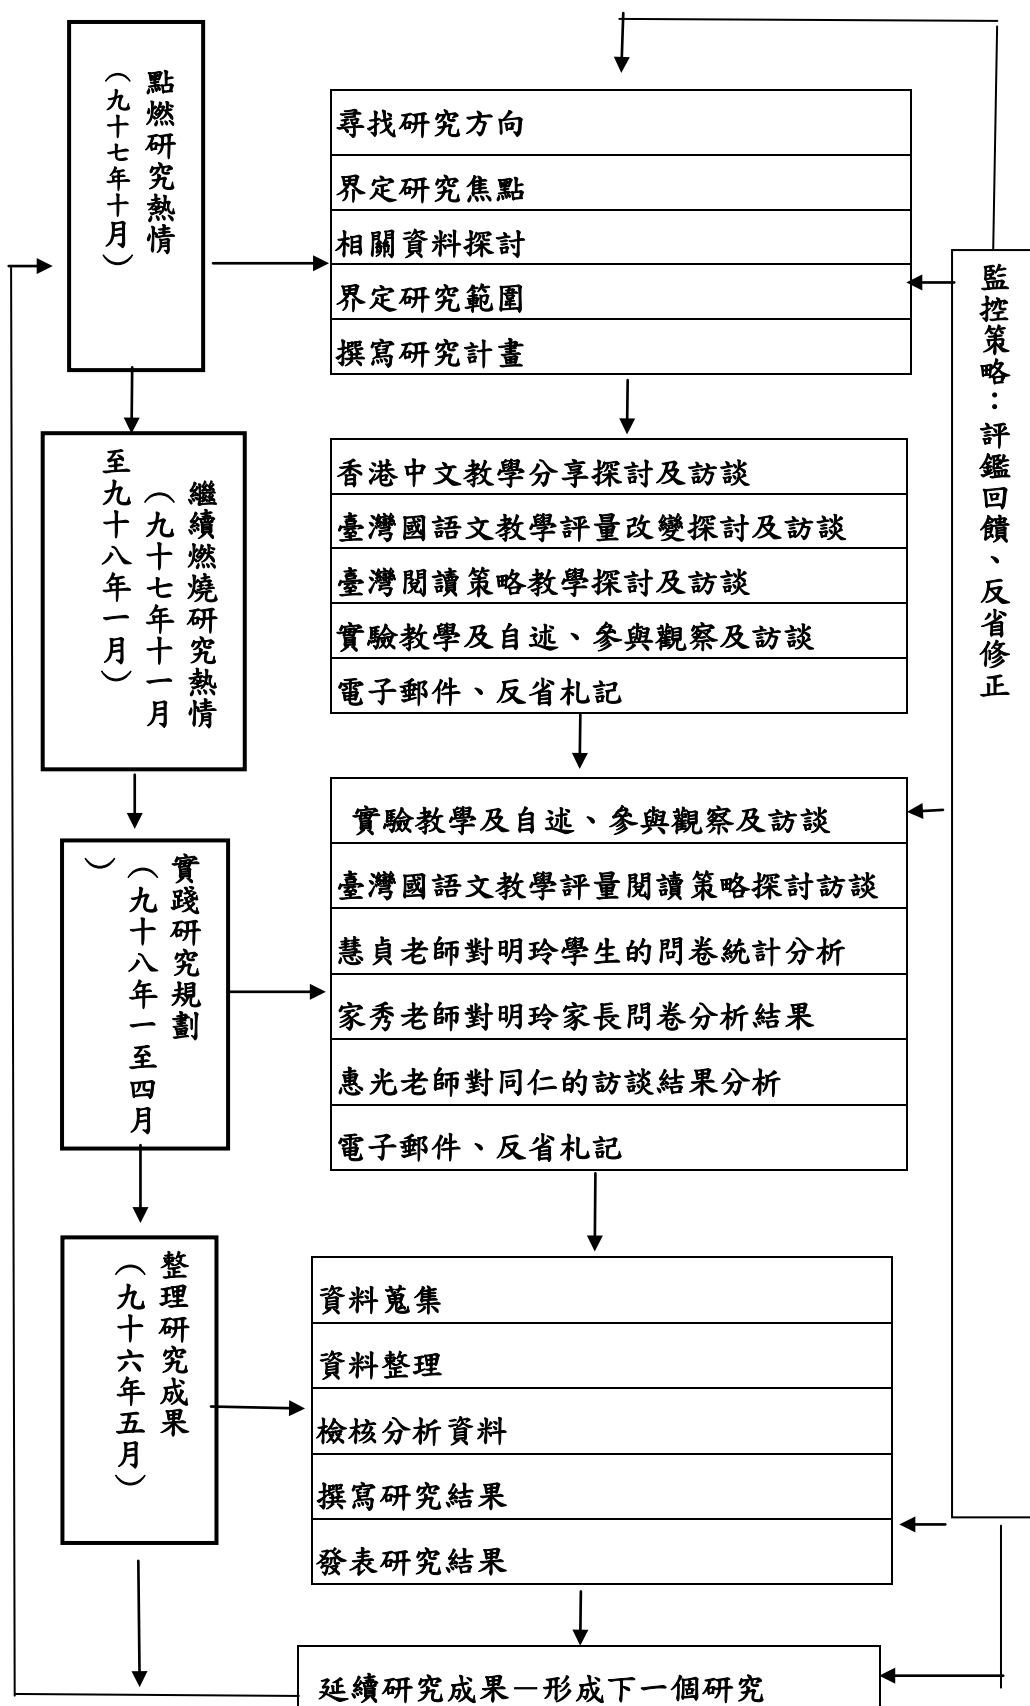 點燃研究熱情
（九十七年十月）
尋找研究方向
界定研究焦點
相關資料探討
界定研究範圍
撰寫研究計畫
繼續燃燒研究熱情
（九十七年十一月
至九十八年一月）
香港中文教學分享探討及訪談
臺灣國語文教學評量改變探討及訪談
臺灣閱讀策略教學探討及訪談
實驗教學及自述、參與觀察及訪談
電子郵件、反省札記
實踐研究規劃
（九十八年一至四月
）
實驗教學及自述、參與觀察及訪談
臺灣國語文教學評量閱讀策略探討訪談
慧貞老師對明玲學生的問卷統計分析
家秀老師對明玲家長問卷分析結果
惠光老師對同仁的訪談結果分析
電子郵件、反省札記
整理研究成果
（九十六年五月）
資料蒐集
資料整理
檢核分析資料
撰寫研究結果
發表研究結果
延續研究成果－形成下一個研究
監控策略：評鑑回饋、反省修正